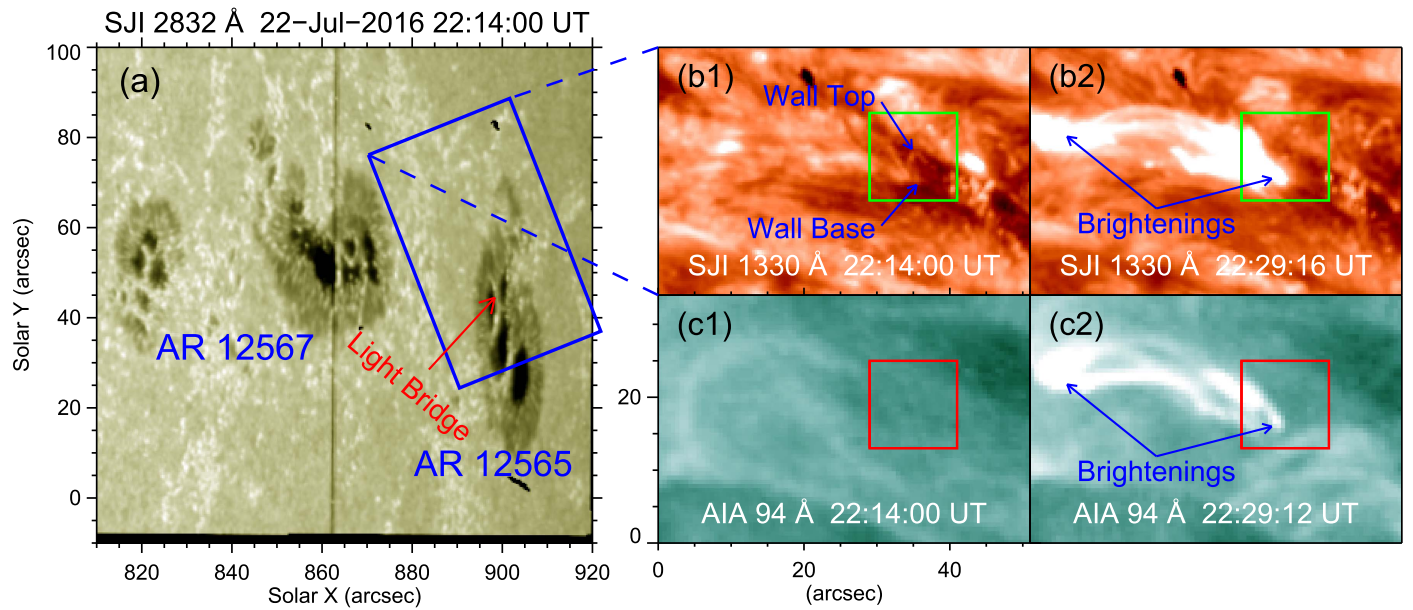 SJI 2832 Å 22−Jul−2016 22:14:00 UT
(a)
100
80
60
40
20
0
Solar Y (arcsec)
820
840
860
880
900
920
Solar X (arcsec)
AR 12567
Light Bridge
AR 12565
(b1)
Wall Top
Wall Base
SJI 1330 Å 22:14:00 UT
(b2)
Brightenings
SJI 1330 Å 22:29:16 UT
(c1)
AIA 94 Å 22:14:00 UT
(c2)
Brightenings
AIA 94 Å 22:29:12 UT
20
0
0
20
40
(arcsec)